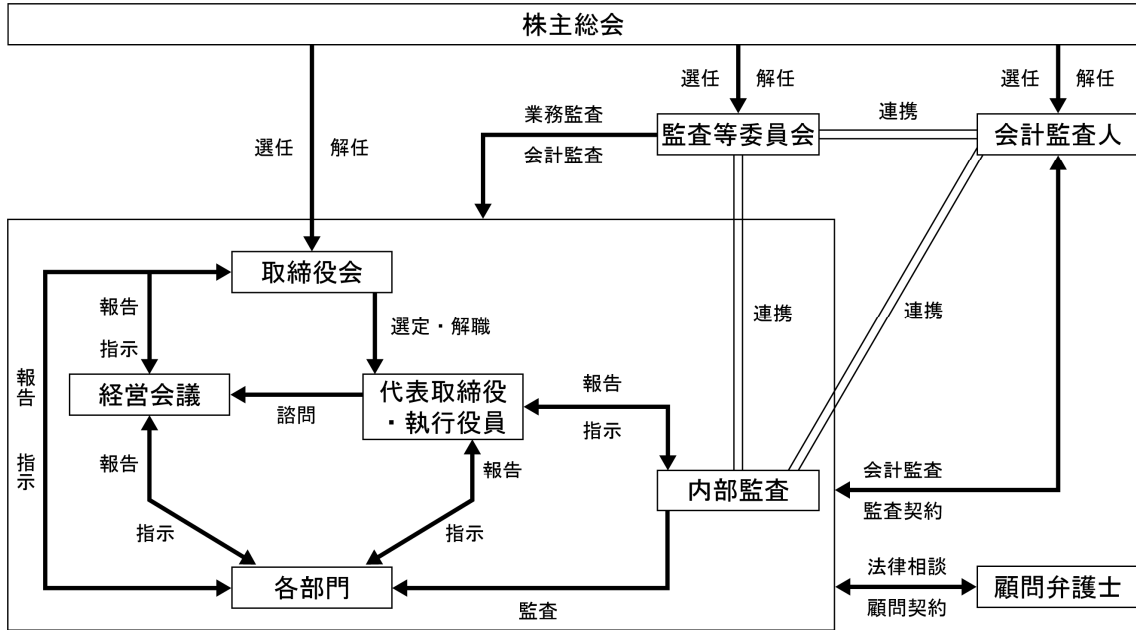 株主総会
選任
解任
選任
解任
連携
業務監査
監査等委員会
会計監査人
選任
解任
会計監査
取締役会
報告
選定・解職
連携
連携
指示
報告
指示
経営会議
諮問
代表取締役
・執行役員
報告
指示
報告
報告
会計監査
内部監査
監査契約
指示
指示
法律相談
各部門
顧問弁護士
監査
顧問契約